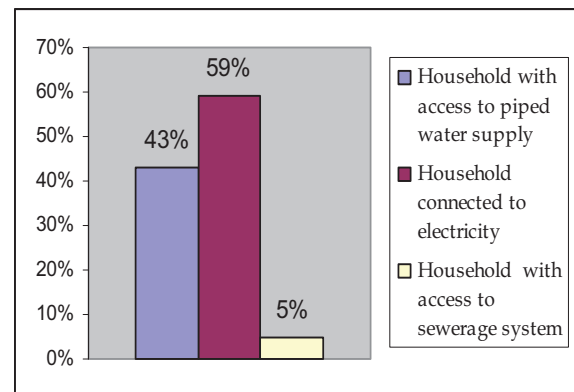 70%
60%
50%
40%
30%
20%
10%
0%
43%
59%
5%
Household with
access to piped
water supply
Household
connected to
electricity
Household with
access to
sewerage system